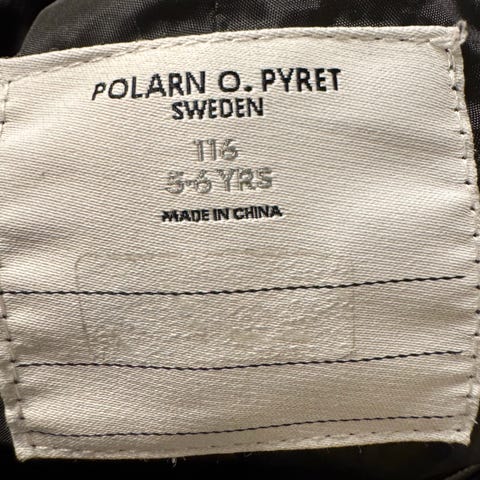 POLARN O. PYRET
SWEDEN
116
5-6 YRS
MADE IN CHINA